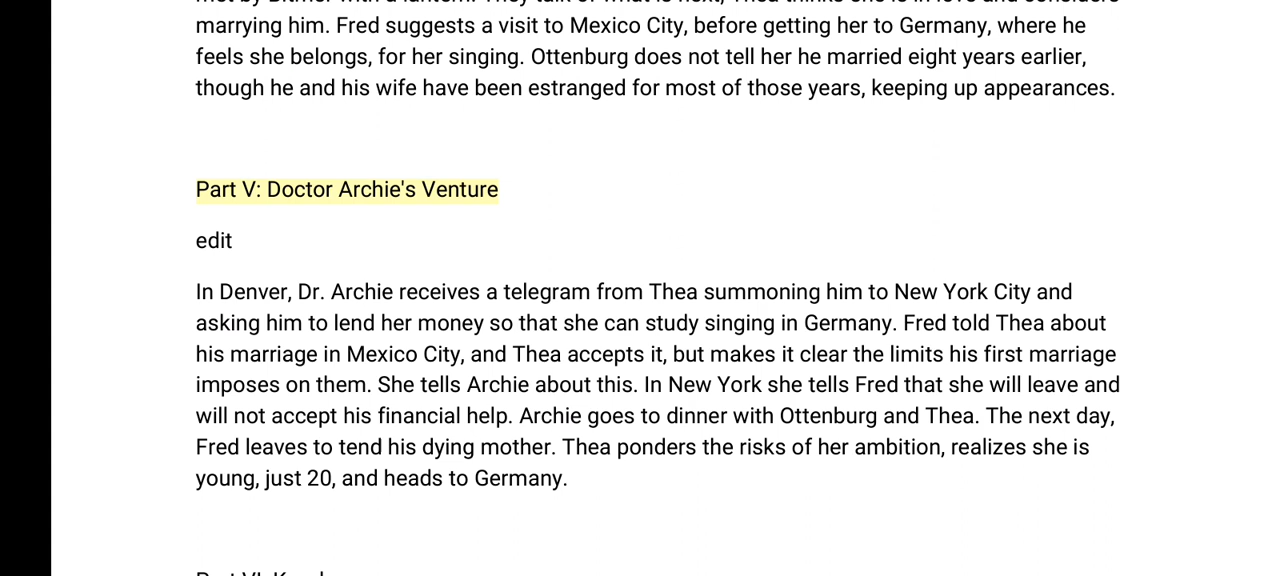 marrying him. Fred suggests a visit to Mexico City, before getting her to Germany, where he
feels she belongs, for her singing. Ottenburg does not tell her he married eight years earlier,
though he and his wife have been estranged for most of those years, keeping up appearances.
Part V: Doctor Archie's Venture
edit
In Denver, Dr. Archie receives a telegram from Thea summoning him to New York City and
asking him to lend her money so that she can study singing in Germany. Fred told Thea about
his marriage in Mexico City, and Thea accepts it, but makes it clear the limits his first marriage
imposes on them. She tells Archie about this. In New York she tells Fred that she will leave and
will not accept his financial help. Archie goes to dinner with Ottenburg and Thea. The next day,
Fred leaves to tend his dying mother. Thea ponders the risks of her ambition, realizes she is
young, just 20, and heads to Germany.